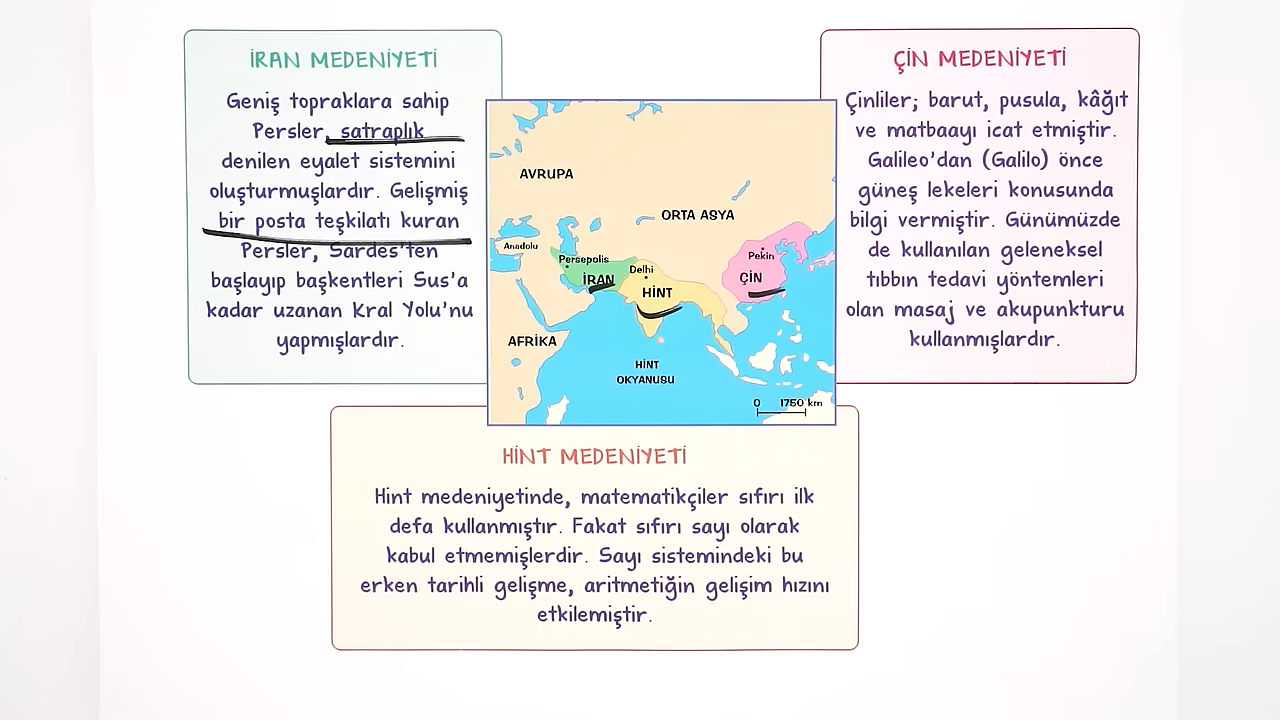 İRAN MEDENİYETİ
Geniş topraklara sahip
Persler, satraplık
denilen eyalet sistemini
oluşturmuşlardır. Gelişmiş
bir posta teşkilatı kuran
Persler, Sardes'ten
başlayıp başkentleri Sus'a
kadar uzanan Kral Yolu'nu
yapmışlardır.
AVRUPA
ORTA ASYA
Anadolu
Persepolis
İRAN
Delhi
HİNT
Pekin
ÇİN
AFRİKA
HİNT
OKYANUSU
0 1750 km
ÇİN MEDENİYETİ
Çinliler; barut, pusula, kâğıt
ve matbaayı icat etmiştir.
Galileo'dan (Galilo) önce
güneş lekeleri konusunda
bilgi vermiştir. Günümüzde
de kullanılan geleneksel
tıbbın tedavi yöntemleri
olan masaj ve akupunkturu
kullanmışlardır.
HİNT MEDENİYETİ
Hint medeniyetinde, matematikçiler sıfırı ilk
defa kullanmıştır. Fakat sıfırı sayı olarak
kabul etmemişlerdir. Sayı sistemindeki bu
erken tarihli gelişme, aritmetiğin gelişim hızını
etkilemiştir.